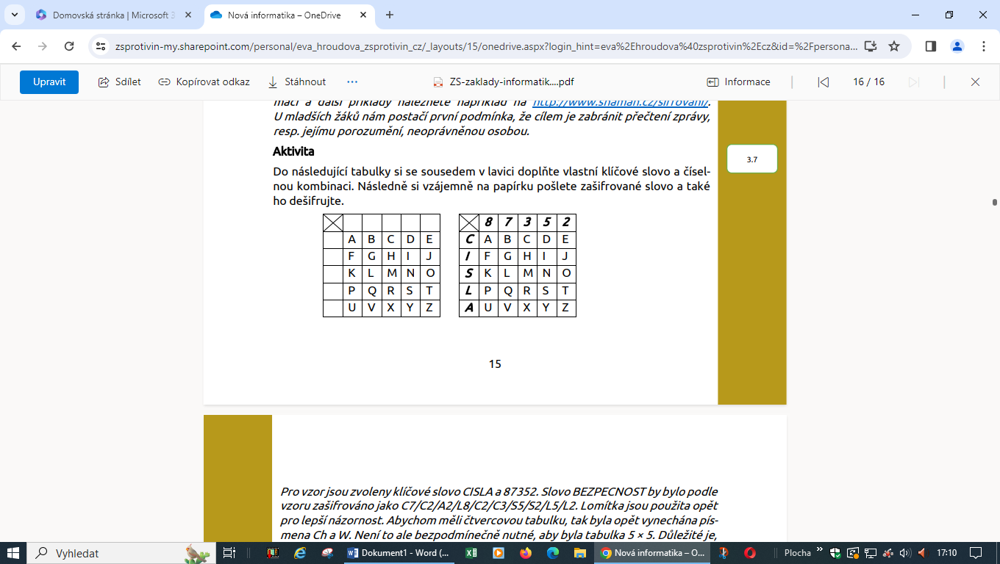 Domovská stránka | Microsoft 3
Nová informatika – OneDrive
zsprotivin-my.sharepoint.com/personal/eva_hroudova_zsprotivin_cz/_layouts/15/onedrive.aspx?login_hint=eva%2Ehroudova%40zsprotivin%2Ecz&id=%2Fpersona...
Upravit Sdílet Kopírovat odkaz Stáhnout ... ZS-zaklady-informatik....pdf Informace 16 / 16
mací a další příklady naleznete například na http://www.shaman.cz/sifrovani/.
U mladších žáků nám postačí první podmínka, že cílem je zabránit přečtení zprávy,
resp. jejímu porozumění, neoprávněnou osobou.
Aktivita
3.7
Do následující tabulky si se sousedem v lavici doplňte vlastní klíčové slovo a čísel-
nou kombinaci. Následně si vzájemně na papírku pošlete zašifrované slovo a také
ho dešifrujte.
8 7 3 5 2
A B C D E C A B C D E
F G H I J I F G H I J
K L M N O S K L M N O
P Q R S T L P Q R S T
U V X Y Z A U V X Y Z
15
Pro vzor jsou zvoleny klíčové slovo CISLA a 87352. Slovo BEZPECNOST by bylo podle
vzoru zašifrováno jako C7/C2/A2/L8/C2/C3/S5/S2/L5/L2. Lomítka jsou použita opět
pro lepší názornost. Abychom měli čtvercovou tabulku, tak byla opět vynechána pís-
mena Ch a W. Není to ale bezpodmínečně nutné, aby byla tabulka 5 × 5. Důležité je,
Vyhledat Dokument1 - Word (... Nová informatika – O... Plocha 17:10